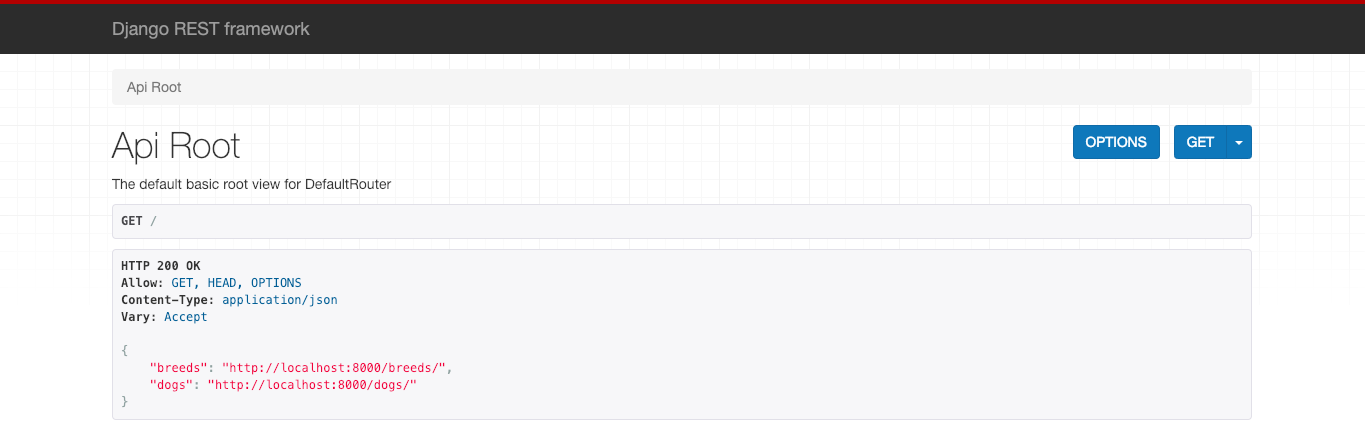 Django REST framework
Api Root
Api Root
OPTIONS
GET
The default basic root view for DefaultRouter
GET /
HTTP 200 OK
Allow: GET, HEAD, OPTIONS
Content-Type: application/json
Vary: Accept
{
    "breeds": "http://localhost:8000/breeds/",
    "dogs": "http://localhost:8000/dogs/"
}